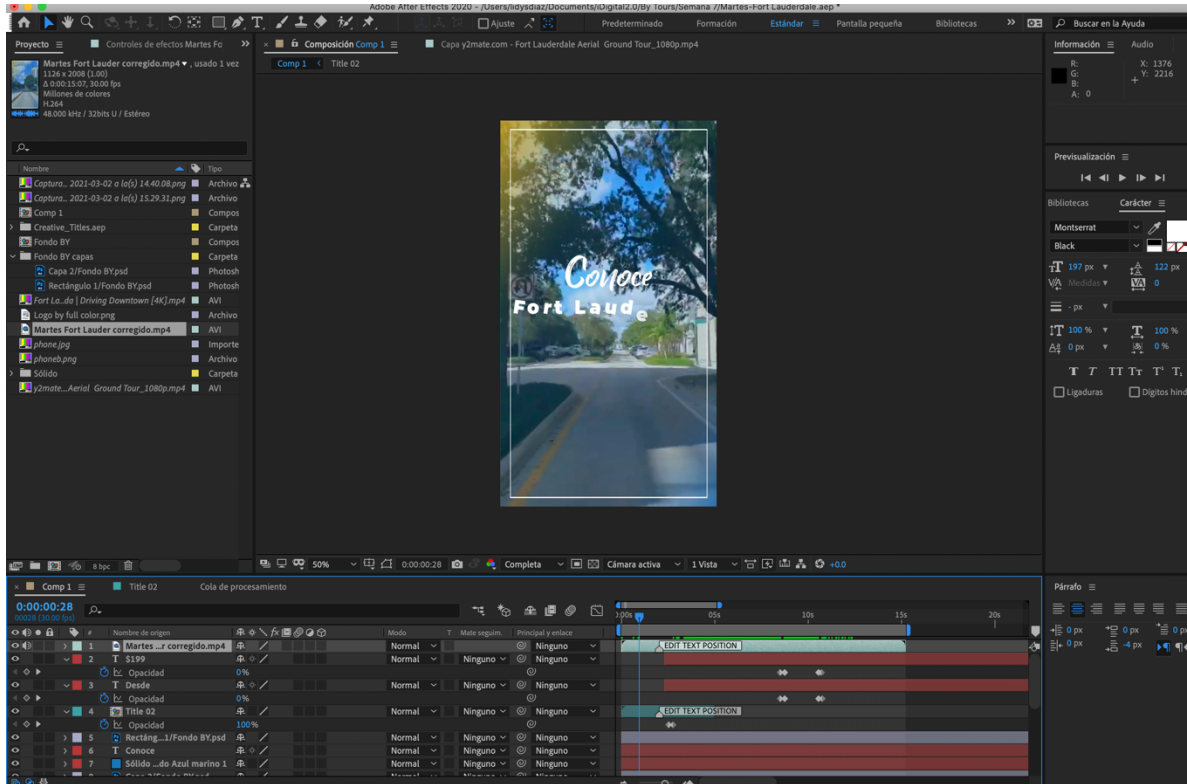 Adobe After Effects 2020 - /Users/lidysdiaz/Documents/iDigital2.0/By Tours/Semana 7/Martes-Fort Lauderdale.aep *
Ajuste
Predeterminado Formación Estándar Pantalla pequeña Bibliotecas Buscar en la Ayuda
Proyecto Controles de efectos Martes Fo
Composición Comp 1 Capa y2mate.com - Fort Lauderdale Aerial Ground Tour_1080p.mp4
Información Audio
Martes Fort Lauder corregido.mp4 , usado 1 vez
1126 x 2008 (1.00)
Δ 0:00:15:07, 30.00 fps
Millones de colores
H.264
48.000 kHz / 32bits U / Estéreo
Comp 1 Title 02
R: X: 1376
G: Y: 2216
B:
A: 0
Nombre Tipo
Captura.. 2021-03-02 a la(s) 14.40.08.png Archivo
Captura.. 2021-03-02 a la(s) 15.29.31.png Archivo
Comp 1 Compos
Creative_Titles.aep Carpeta
Fondo BY Compos
Fondo BY capas Carpeta
Capa 2/Fondo BY.psd Photosh
Rectángulo 1/Fondo BY.psd Photosh
Fort La..da | Driving Downtown [4K].mp4 AVI
Logo by full color.png Archivo
Martes Fort Lauder corregido.mp4 AVI
phone.jpg Importe
phoneb.png Archivo
Sólido Carpeta
y2mate...Aerial Ground Tour_1080p.mp4 AVI
Conoce
Fort Laude
Previsualización
Bibliotecas Carácter
Montserrat
Black
197 px 122 px
Medidas 0
- px
100 % 100 %
0 px 0 %
Ligaduras Dígitos hind
8 bpc
50% 0:00:00:28 Completa Cámara activa 1 Vista +0.0
Comp 1 Title 02 Cola de procesamiento
Párrafo
0:00:00:28
00028 (30.00 fps)
05s 10s 15s 20s
# Nombre de origen Modo T Mate seguim. Principal y enlace
1 Martes ...r corregido.mp4 Normal Ninguno EDIT TEXT POSITION
2 T $199 Normal Ninguno Ninguno
Opacidad 0%
3 T Desde Normal Ninguno Ninguno
Opacidad 0%
4 Title 02 Normal Ninguno Ninguno EDIT TEXT POSITION
Opacidad 100%
5 Rectáng...1/Fondo BY.psd Normal Ninguno Ninguno
6 T Conoce Normal Ninguno Ninguno
7 Sólido ...do Azul marino 1 Normal Ninguno Ninguno
0 px 0 px 0 px
0 px -4 px